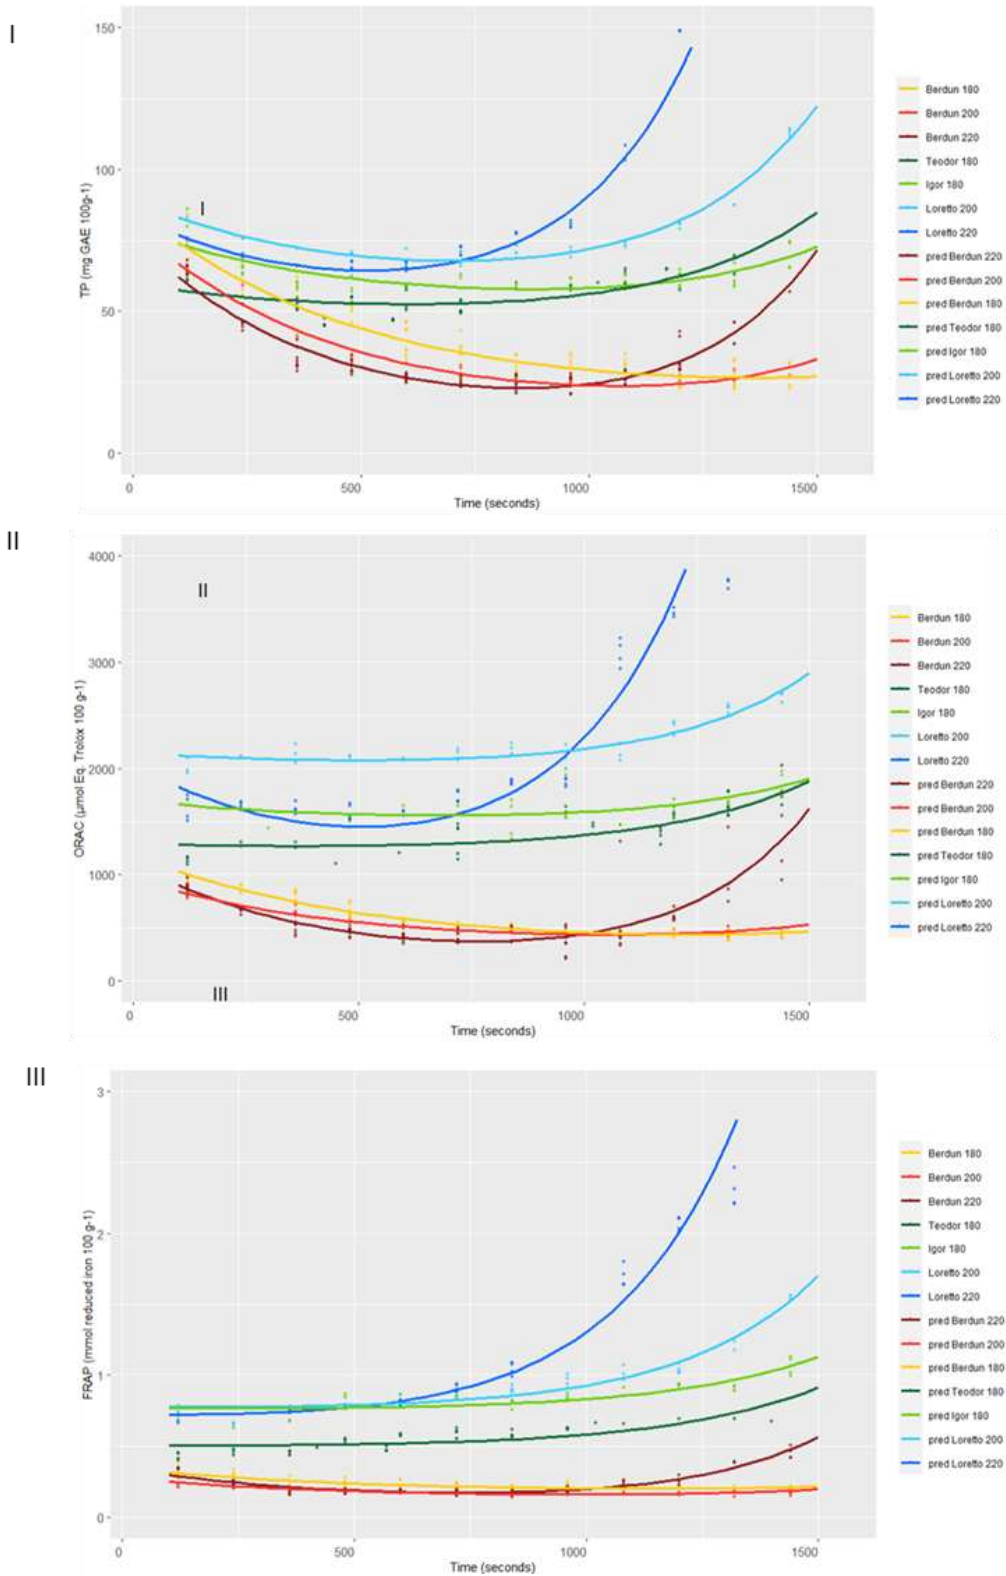 I
150
100
50
0
I
TP (mg GAE 100g-1)
0
500
1000
1500
Time (seconds)
Berdun 180
Berdun 200
Berdun 220
Teodor 180
Igor 180
Loretto 200
Loretto 220
pred Berdun 220
pred Berdun 200
pred Berdun 180
pred Teodor 180
pred Igor 180
pred Loretto 200
pred Loretto 220
II
4000
3000
2000
1000
0
II
III
ORAC (µmol Eq. Trolox 100 g-1)
0
500
1000
1500
Time (seconds)
Berdun 180
Berdun 200
Berdun 220
Teodor 180
Igor 180
Loretto 200
Loretto 220
pred Berdun 220
pred Berdun 200
pred Berdun 180
pred Teodor 180
pred Igor 180
pred Loretto 200
pred Loretto 220
III
3
2
1
0
FRAP (mmol reduced iron 100 g-1)
0
500
1000
1500
Time (seconds)
Berdun 180
Berdun 200
Berdun 220
Teodor 180
Igor 180
Loretto 200
Loretto 220
pred Berdun 220
pred Berdun 200
pred Berdun 180
pred Teodor 180
pred Igor 180
pred Loretto 200
pred Loretto 220